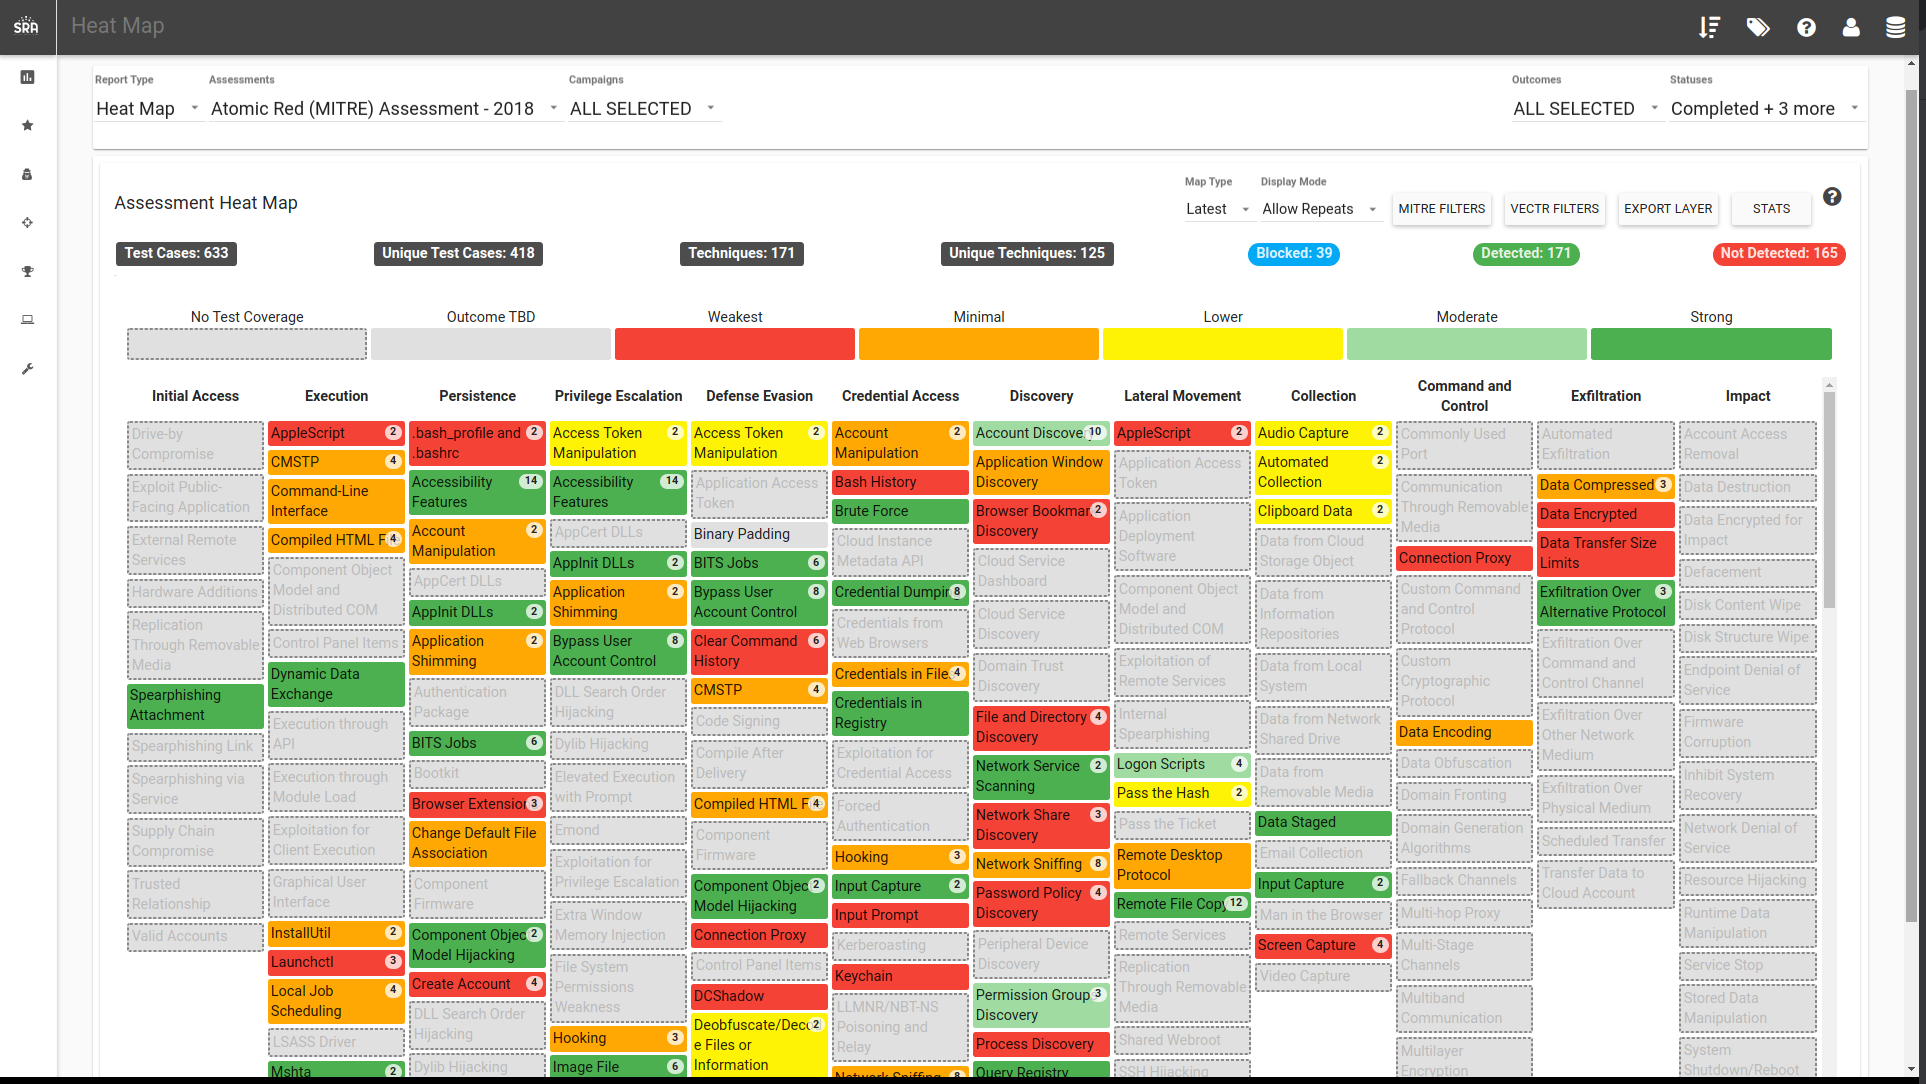 SRA
Heat Map
Report Type
Assessments
Campaigns
Outcomes
Statuses
Heat Map
Atomic Red (MITRE) Assessment - 2018
ALL SELECTED
ALL SELECTED
Completed + 3 more
Assessment Heat Map
Map Type
Display Mode
Latest
Allow Repeats
MITRE FILTERS
VECTR FILTERS
EXPORT LAYER
STATS
Test Cases: 633
Unique Test Cases: 418
Techniques: 171
Unique Techniques: 125
Blocked: 39
Detected: 171
Not Detected: 165
No Test Coverage
Outcome TBD
Weakest
Minimal
Lower
Moderate
Strong
Initial Access
Drive-by
Compromise
Exploit Public-
Facing Application
External Remote
Services
Hardware Additions
Replication
Through Removable
Media
Spearphishing
Attachment
Spearphishing Link
Spearphishing via
Service
Supply Chain
Compromise
Trusted
Relationship
Valid Accounts
Execution
AppleScript 2
CMSTP 4
Command-Line
Interface
Compiled HTML F 4
Component Object
Model and
Distributed COM
Control Panel Items
Dynamic Data
Exchange
Execution through
API
Execution through
Module Load
Exploitation for
Client Execution
Graphical User
Interface
InstallUtil 2
Launchctl 3
Local Job 4
Scheduling
LSASS Driver
Mshta 2
Persistence
.bash_profile and 2
.bashrc
Accessibility 14
Features
Account 2
Manipulation
AppCert DLLs
AppInit DLLs 2
Application 2
Shimming
Authentication
Package
BITS Jobs 6
Bootkit
Browser Extension 3
Change Default File
Association
Component
Firmware
Component Objec 2
Model Hijacking
Create Account 4
DLL Search Order
Hijacking
Dylib Hijacking
Privilege Escalation
Access Token 2
Manipulation
Accessibility 14
Features
AppCert DLLs
AppInit DLLs 2
Application 2
Shimming
Bypass User 8
Account Control
DLL Search Order
Hijacking
Dylib Hijacking
Elevated Execution
with Prompt
Emond
Exploitation for
Privilege Escalation
Extra Window
Memory Injection
File System
Permissions
Weakness
Hooking 3
Image File 6
Defense Evasion
Access Token 2
Manipulation
Application Access
Token
Binary Padding
BITS Jobs 6
Bypass User 8
Account Control
Clear Command 6
History
CMSTP 4
Code Signing
Compile After
Delivery
Compiled HTML F 4
Component
Firmware
Component Objec 2
Model Hijacking
Connection Proxy
Control Panel Items
DCShadow
Deobfuscate/Deco 2
e Files or
Information
Credential Access
Account 2
Manipulation
Bash History
Brute Force
Cloud Instance
Metadata API
Credential Dumpin 8
Credentials from
Web Browsers
Credentials in File 4
Credentials in
Registry
Exploitation for
Credential Access
Forced
Authentication
Hooking 3
Input Capture 2
Input Prompt
Kerberoasting
Keychain
LLMNR/NBT-NS
Poisoning and
Relay
Network Sniffing 8
Discovery
Account Discove 10
Application Window
Discovery
Browser Bookmar 2
Discovery
Cloud Service
Dashboard
Cloud Service
Discovery
Domain Trust
Discovery
File and Directory 4
Discovery
Network Service 2
Scanning
Network Share 3
Discovery
Network Sniffing 8
Password Policy 4
Discovery
Peripheral Device
Discovery
Permission Group 3
Discovery
Process Discovery
Query Registry
Lateral Movement
AppleScript 2
Application Access
Token
Application
Deployment
Software
Component Object
Model and
Distributed COM
Exploitation of
Remote Services
Internal
Spearphishing
Logon Scripts 4
Pass the Hash 2
Pass the Ticket
Remote Desktop
Protocol
Remote File Copy 12
Remote Services
Replication
Through Removable
Media
Shared Webroot
SSH Hijacking
Collection
Audio Capture 2
Automated 2
Collection
Clipboard Data 2
Data from Cloud
Storage Object
Data from
Information
Repositories
Data from Local
System
Data from Network
Shared Drive
Data from
Removable Media
Data Staged
Email Collection
Input Capture 2
Man in the Browser
Screen Capture 4
Video Capture
Command and
Control
Commonly Used
Port
Communication
Through Removable
Media
Connection Proxy
Custom Command
and Control
Protocol
Custom
Cryptographic
Protocol
Data Encoding
Data Obfuscation
Domain Fronting
Domain Generation
Algorithms
Fallback Channels
Multi-hop Proxy
Multi-Stage
Channels
Multiband
Communication
Multilayer
Encryption
Exfiltration
Automated
Exfiltration
Data Compressed 3
Data Encrypted
Data Transfer Size
Limits
Exfiltration Over 3
Alternative Protocol
Exfiltration Over
Command and
Control Channel
Exfiltration Over
Other Network
Medium
Exfiltration Over
Physical Medium
Scheduled Transfer
Transfer Data to
Cloud Account
Impact
Account Access
Removal
Data Destruction
Data Encrypted for
Impact
Defacement
Disk Content Wipe
Disk Structure Wipe
Endpoint Denial of
Service
Firmware
Corruption
Inhibit System
Recovery
Network Denial of
Service
Resource Hijacking
Runtime Data
Manipulation
Service Stop
Stored Data
Manipulation
System
Shutdown/Reboot